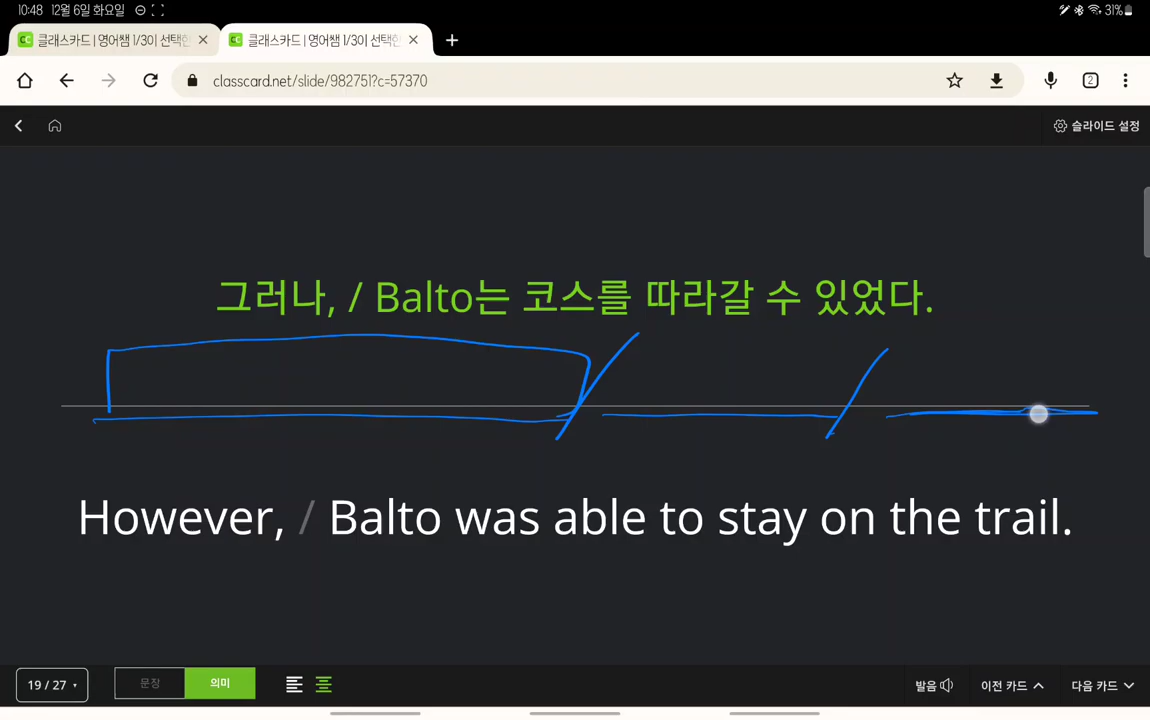 10:48 12월 6일 화요일 31%
클래스카드 | 영어쌤 1/30| 선택한 클래스카드 | 영어쌤 1/30| 선택한
classcard.net/slide/982751?c=57370 2
슬라이드 설정
그러나, / Balto는 코스를 따라갈 수 있었다.
However, / Balto was able to stay on the trail.
19 / 27 문장 의미 발음 이전 카드 다음 카드